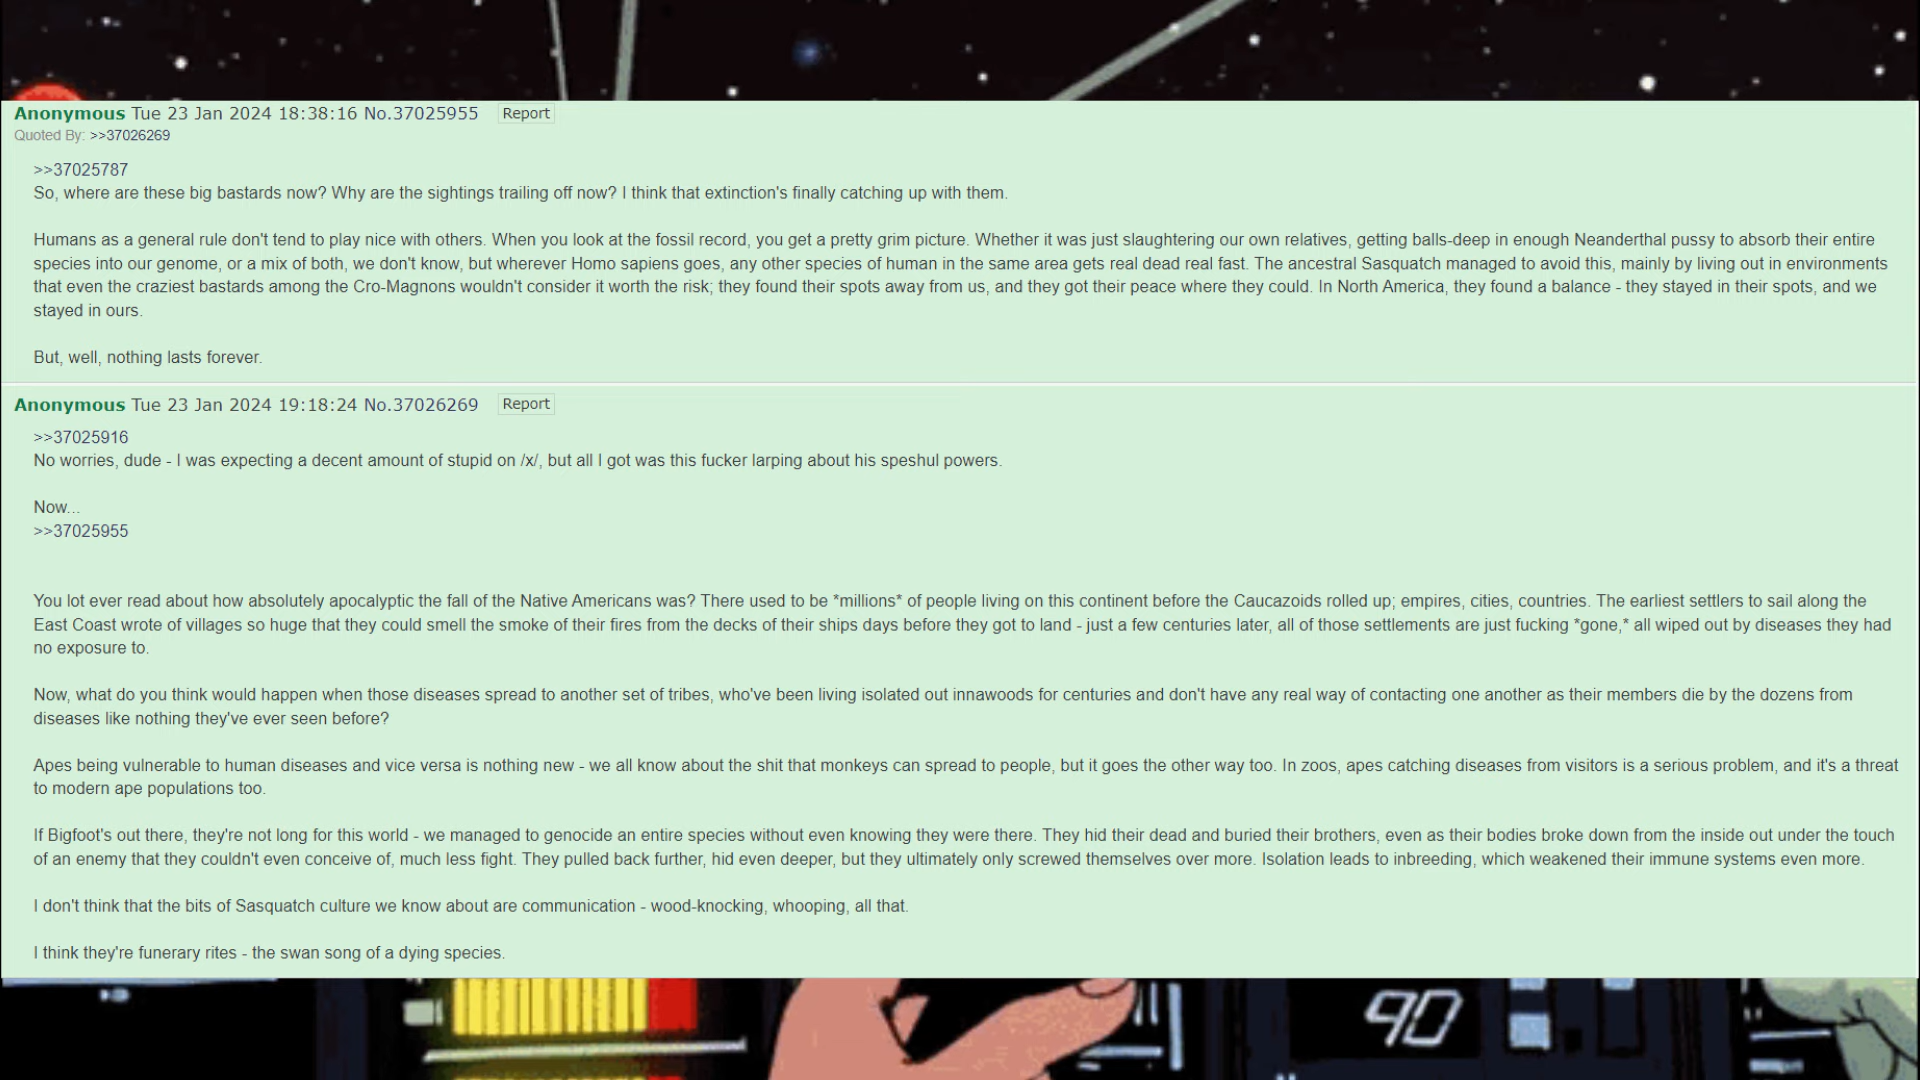 Anonymous Tue 23 Jan 2024 18:38:16 No.37025955 Report
Quoted By: >>37026269
>>37025787
So, where are these big bastards now? Why are the sightings trailing off now? I think that extinction's finally catching up with them.
Humans as a general rule don't tend to play nice with others. When you look at the fossil record, you get a pretty grim picture. Whether it was just slaughtering our own relatives, getting balls-deep in enough Neanderthal pussy to absorb their entire
species into our genome, or a mix of both, we don't know, but wherever Homo sapiens goes, any other species of human in the same area gets real dead real fast. The ancestral Sasquatch managed to avoid this, mainly by living out in environments
that even the craziest bastards among the Cro-Magnons wouldn't consider it worth the risk; they found their spots away from us, and they got their peace where they could. In North America, they found a balance - they stayed in their spots, and we
stayed in ours.
But, well, nothing lasts forever.
Anonymous Tue 23 Jan 2024 19:18:24 No.37026269 Report
>>37025916
No worries, dude - I was expecting a decent amount of stupid on /x/, but all I got was this fucker larping about his speshul powers.
Now...
>>37025955
You lot ever read about how absolutely apocalyptic the fall of the Native Americans was? There used to be *millions* of people living on this continent before the Caucazoids rolled up; empires, cities, countries. The earliest settlers to sail along the
East Coast wrote of villages so huge that they could smell the smoke of their fires from the decks of their ships days before they got to land - just a few centuries later, all of those settlements are just fucking *gone,* all wiped out by diseases they had
no exposure to.
Now, what do you think would happen when those diseases spread to another set of tribes, who've been living isolated out innawoods for centuries and don't have any real way of contacting one another as their members die by the dozens from
diseases like nothing they've ever seen before?
Apes being vulnerable to human diseases and vice versa is nothing new - we all know about the shit that monkeys can spread to people, but it goes the other way too. In zoos, apes catching diseases from visitors is a serious problem, and it's a threat
to modern ape populations too.
If Bigfoot's out there, they're not long for this world - we managed to genocide an entire species without even knowing they were there. They hid their dead and buried their brothers, even as their bodies broke down from the inside out under the touch
of an enemy that they couldn't even conceive of, much less fight. They pulled back further, hid even deeper, but they ultimately only screwed themselves over more. Isolation leads to inbreeding, which weakened their immune systems even more.
I don't think that the bits of Sasquatch culture we know about are communication - wood-knocking, whooping, all that.
I think they're funerary rites - the swan song of a dying species.
90